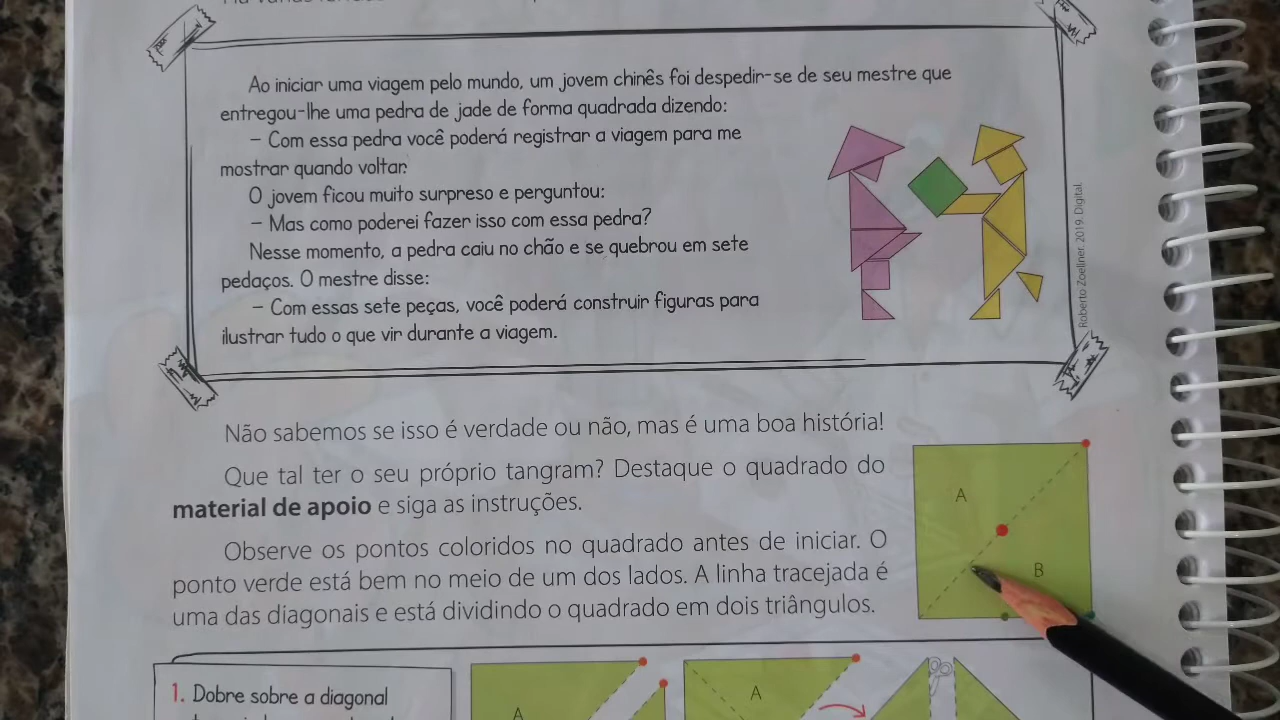 Ao iniciar uma viagem pelo mundo, um jovem chinês foi despedir-se de seu mestre que
entregou-lhe uma pedra de jade de forma quadrada dizendo:
– Com essa pedra você poderá registrar a viagem para me
mostrar quando voltar.
O jovem ficou muito surpreso e perguntou:
– Mas como poderei fazer isso com essa pedra?
Nesse momento, a pedra caiu no chão e se quebrou em sete
pedaços. O mestre disse:
– Com essas sete peças, você poderá construir figuras para
ilustrar tudo o que vir durante a viagem.
Roberto Zoellner. 2019. Digital.
Não sabemos se isso é verdade ou não, mas é uma boa história!
Que tal ter o seu próprio tangram? Destaque o quadrado do
material de apoio e siga as instruções.
Observe os pontos coloridos no quadrado antes de iniciar. O
ponto verde está bem no meio de um dos lados. A linha tracejada é
uma das diagonais e está dividindo o quadrado em dois triângulos.
A
B
1. Dobre sobre a diagonal
A
A